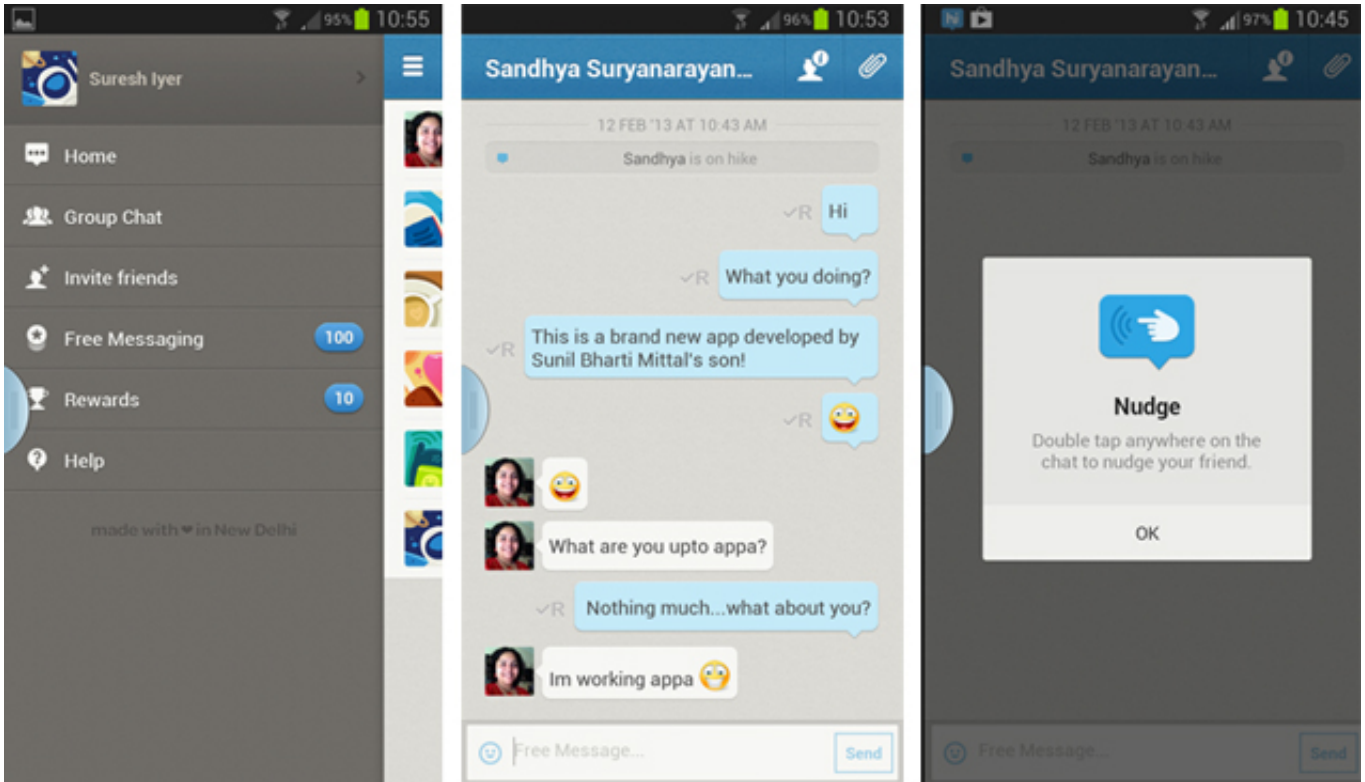 95% 10:55
Suresh Iyer
Home
Group Chat
Invite friends
Free Messaging 100
Rewards 10
Help
made with ❤ in New Delhi
96% 10:53
Sandhya Suryanarayan...
12 FEB '13 AT 10:43 AM
Sandhya is on hike
✓R Hi
✓R What you doing?
✓R This is a brand new app developed by
Sunil Bharti Mittal's son!
✓R
What are you upto appa?
✓R Nothing much...what about you?
Im working appa
Free Message... Send
N 97% 10:45
Sandhya Suryanarayan...
12 FEB '13 AT 10:43 AM
Sandhya is on hike
Nudge
Double tap anywhere on the
chat to nudge your friend.
OK
Free Message... Send